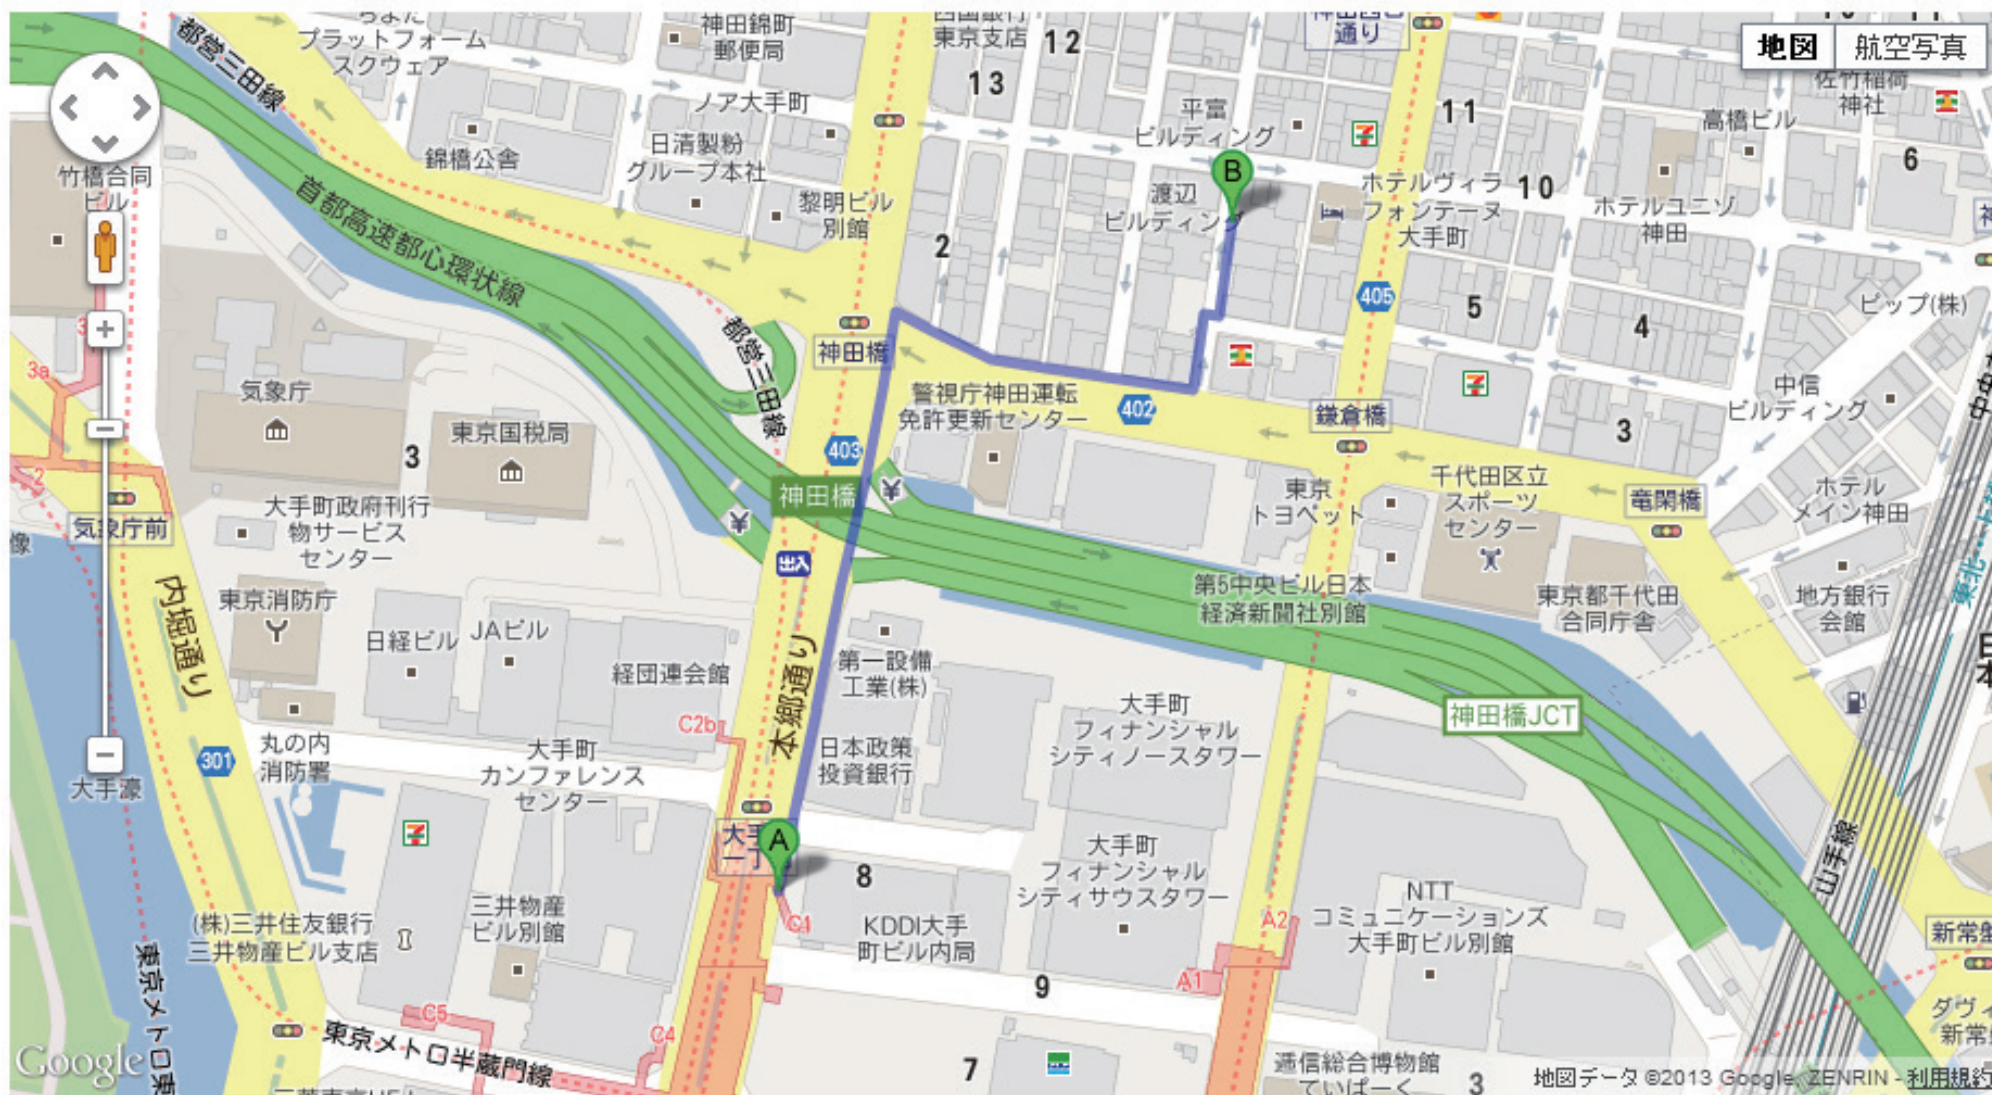 プラットフォーム
スクウェア
神田錦町
郵便局
東京支店
12
通り
地図
航空写真
都営三田線
13
ノア大手町
平富
ビルディング
11
佐竹稲荷
神社
高橋ビル
錦橋公舎
日清製粉
グループ本社
6
竹橋合同
ビル
首都高速都心環状線
黎明ビル
別館
B
渡辺
ビルディング
ホテルヴィラ
フォンテーヌ
大手町
10
ホテルユニゾ
神田
2
405
5
4
ピップ(株)
都営三田線
神田橋
3
3a
気象庁
警視庁神田運転
免許更新センター
402
鎌倉橋
中信
ビルディング
東京国税局
3
403
3
神田橋
東京
トヨペット
千代田区立
スポーツ
センター
竜閑橋
ホテル
メイン神田
2
気象庁前
大手町政府刊行
物サービス
センター
出入
像
内堀通り
東京消防庁
第5中央ビル日本
経済新聞社別館
東京都千代田
合同庁舎
地方銀行
会館
日経ビル
JAビル
経団連会館
本郷通り
第一設備
工業(株)
大手町
フィナンシャル
シティノースタワー
神田橋JCT
C2b
301
丸の内
消防署
大手町
カンファレンス
センター
日本政策
投資銀行
大手濠
A
8
大手町
フィナンシャル
シティサウスタワー
山手線
(株)三井住友銀行
三井物産ビル支店
三井物産
ビル別館
C1
KDDI大手
町ビル内局
A2
NTT
コミュニケーションズ
大手町ビル別館
A1
9
C5
C4
東京メトロ半蔵門線
7
逓信総合博物館
ていぱーく
3
Google
地図データ ©2013 Google, ZENRIN - 利用規約